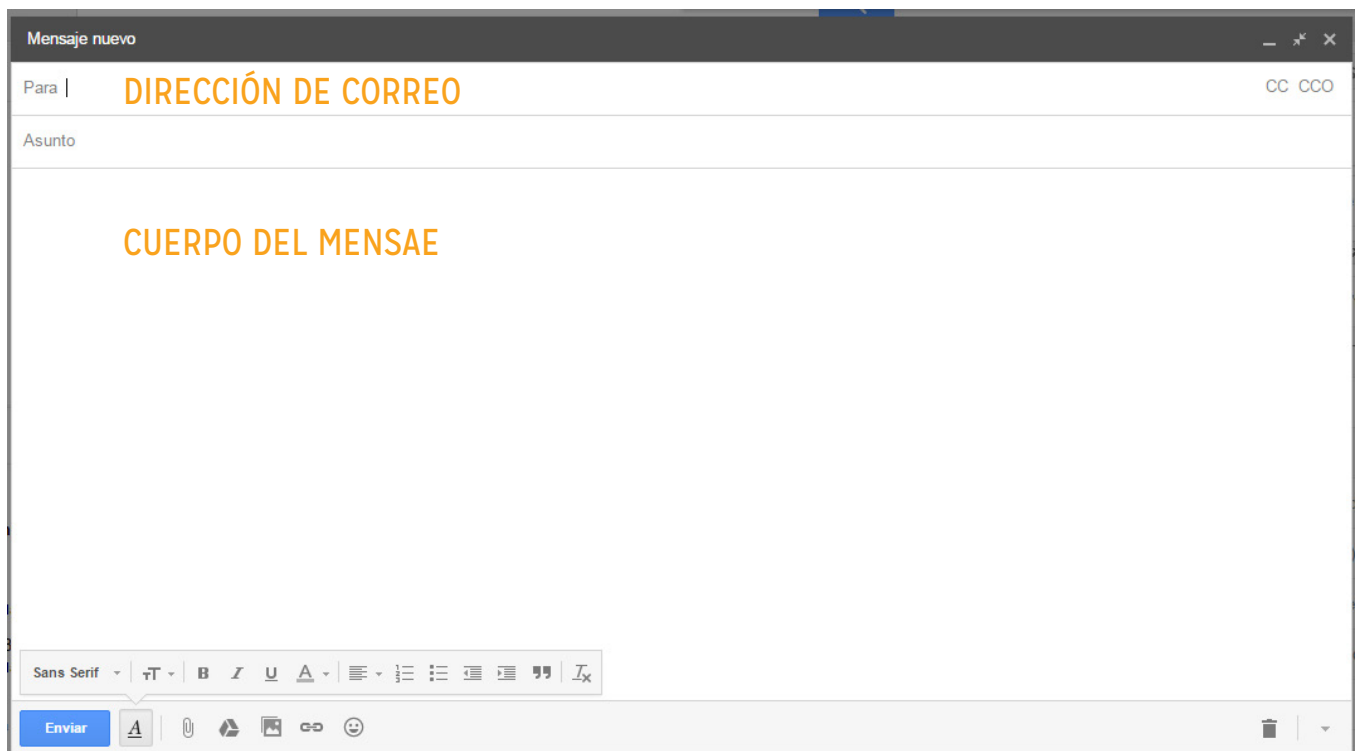 Mensaje nuevo
Para DIRECCIÓN DE CORREO CC CCO
Asunto
CUERPO DEL MENSAE
Sans Serif T T B I U A T
Enviar A